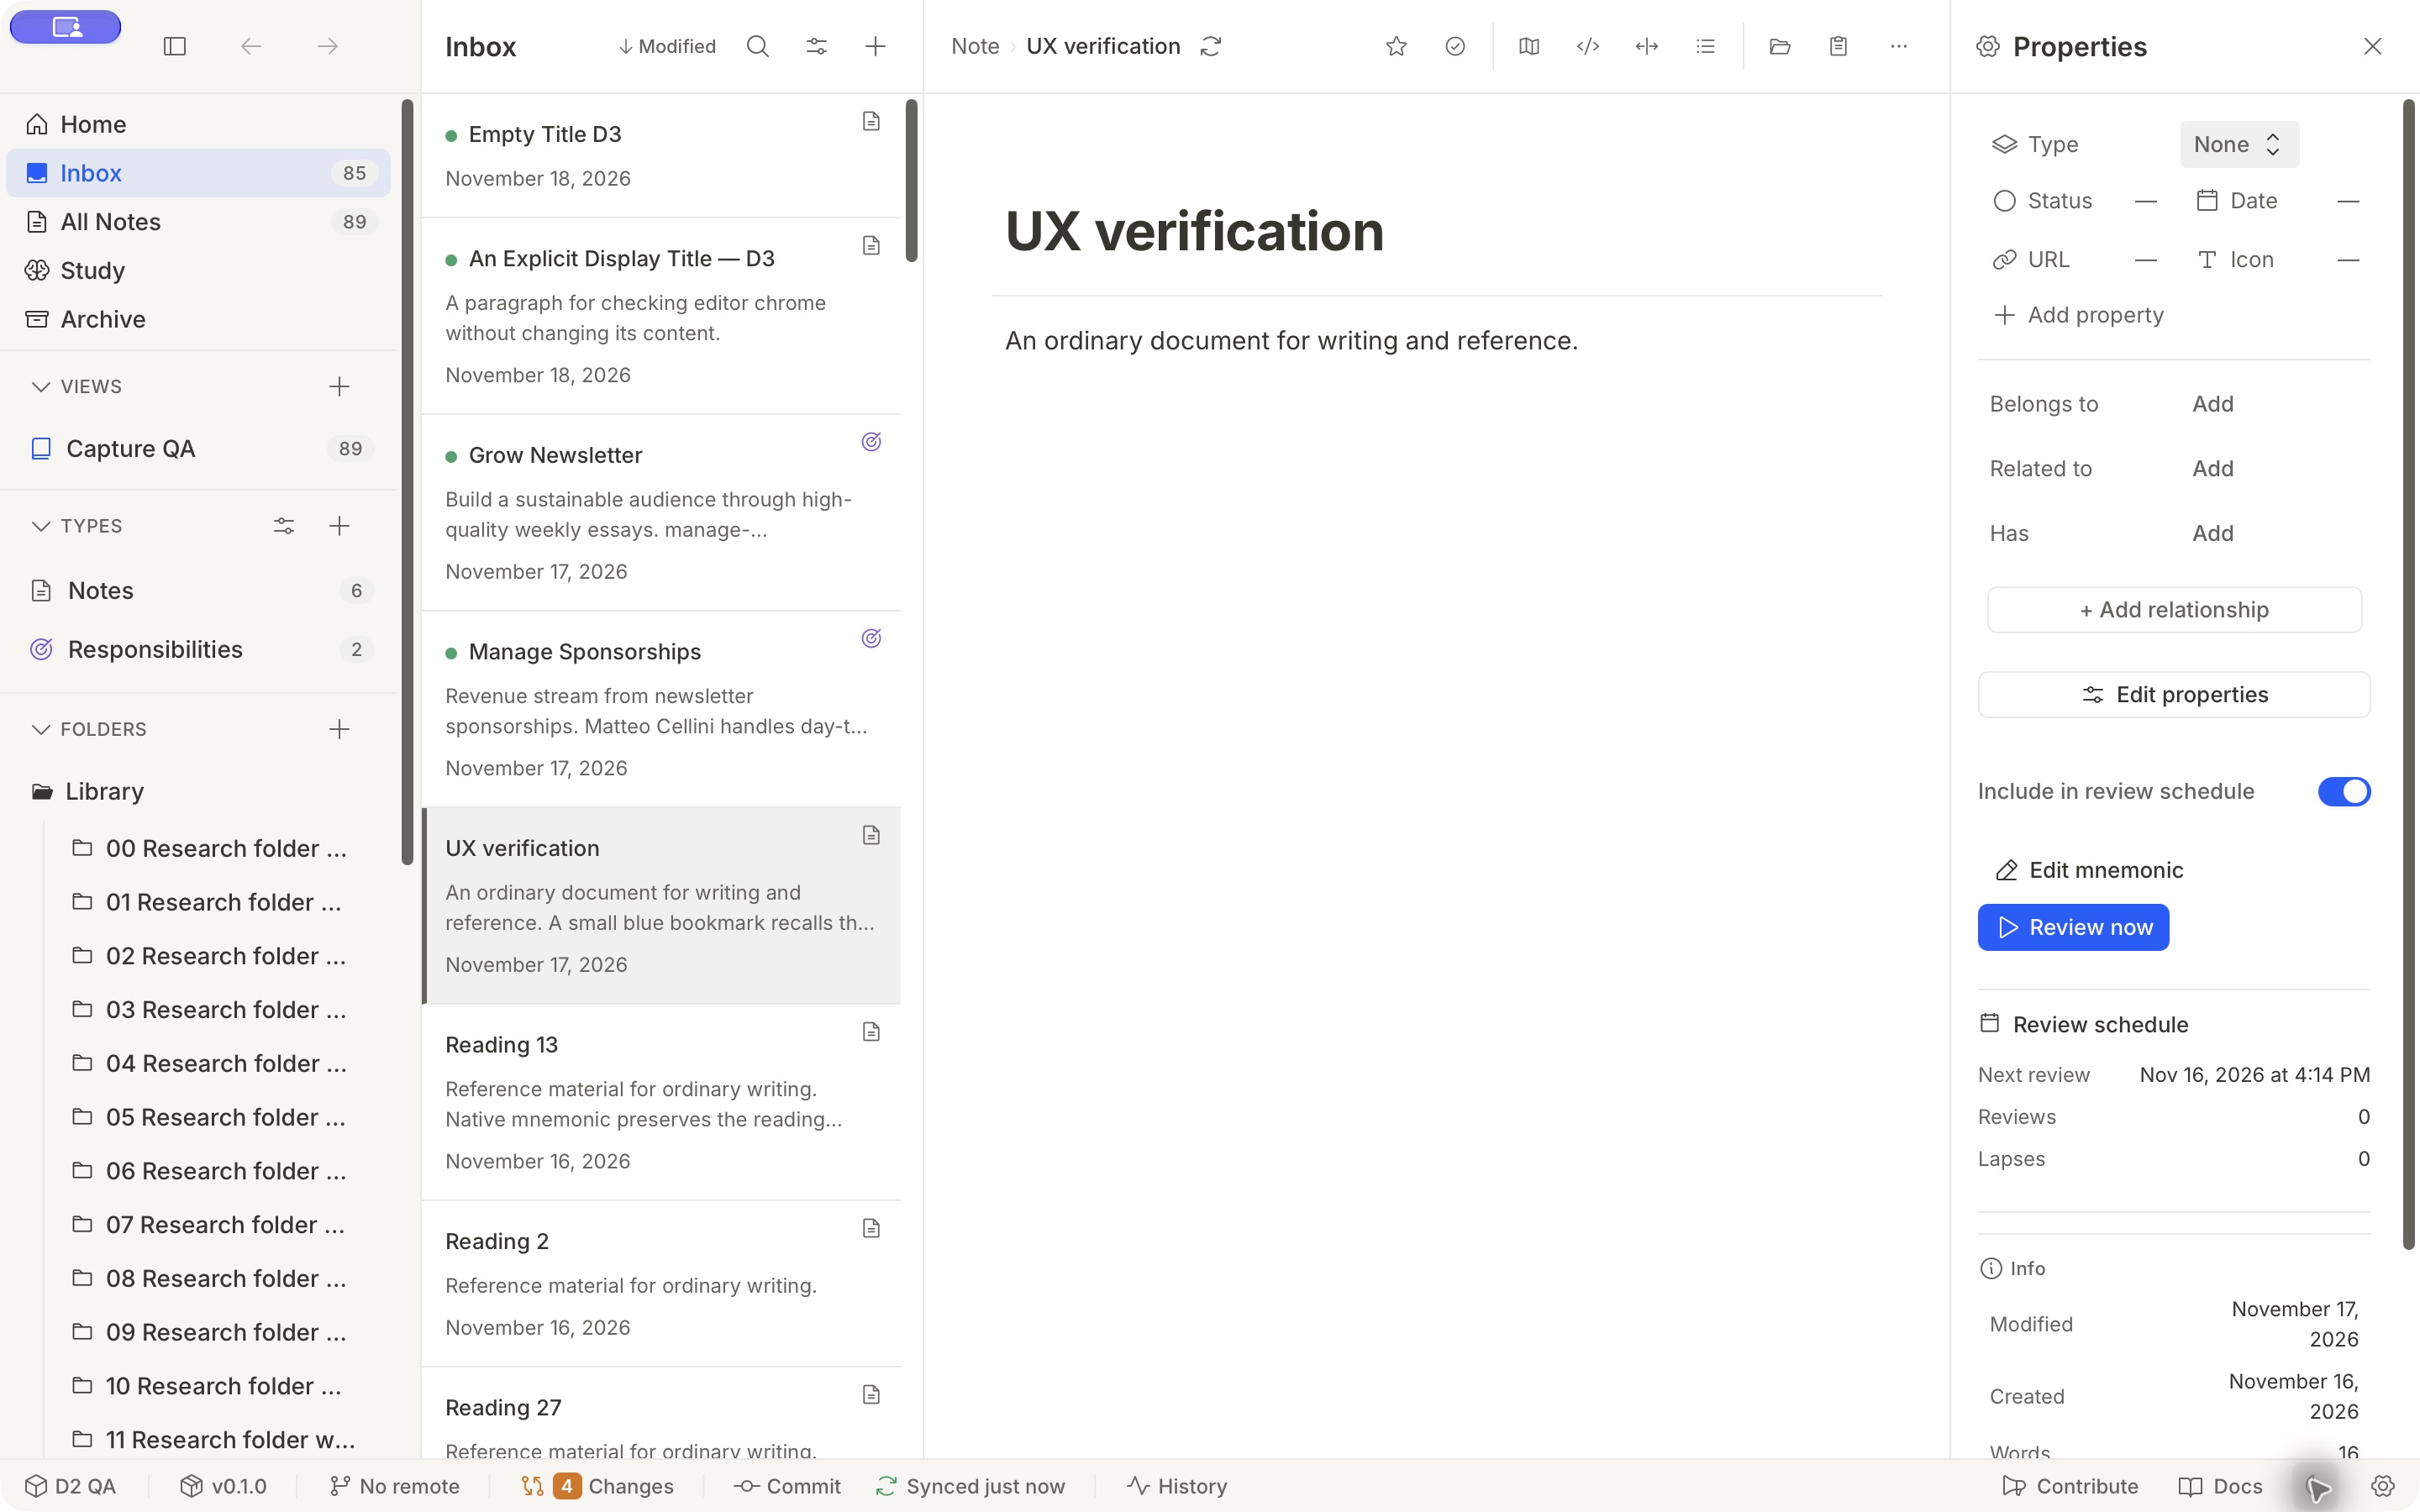 Home
Inbox 85
All Notes 89
Study
Archive
VIEWS
Capture QA 89
TYPES
Notes 6
Responsibilities 2
FOLDERS
Library
00 Research folder ...
01 Research folder ...
02 Research folder ...
03 Research folder ...
04 Research folder ...
05 Research folder ...
06 Research folder ...
07 Research folder ...
08 Research folder ...
09 Research folder ...
10 Research folder ...
11 Research folder w...
Inbox Modified
Empty Title D3
November 18, 2026
An Explicit Display Title — D3
A paragraph for checking editor chrome
without changing its content.
November 18, 2026
Grow Newsletter
Build a sustainable audience through high-
quality weekly essays. manage-...
November 17, 2026
Manage Sponsorships
Revenue stream from newsletter
sponsorships. Matteo Cellini handles day-t...
November 17, 2026
UX verification
An ordinary document for writing and
reference. A small blue bookmark recalls th...
November 17, 2026
Reading 13
Reference material for ordinary writing.
Native mnemonic preserves the reading...
November 16, 2026
Reading 2
Reference material for ordinary writing.
November 16, 2026
Reading 27
Reference material for ordinary writing.
Note › UX verification
UX verification
An ordinary document for writing and reference.
Properties
Type None
Status — Date —
URL — Icon —
Add property
Belongs to Add
Related to Add
Has Add
+ Add relationship
Edit properties
Include in review schedule
Edit mnemonic
Review now
Review schedule
Next review Nov 16, 2026 at 4:14 PM
Reviews 0
Lapses 0
Info
Modified November 17,
2026
Created November 16,
2026
Words 16
D2 QA v0.1.0 No remote 4 Changes Commit Synced just now History Contribute Docs